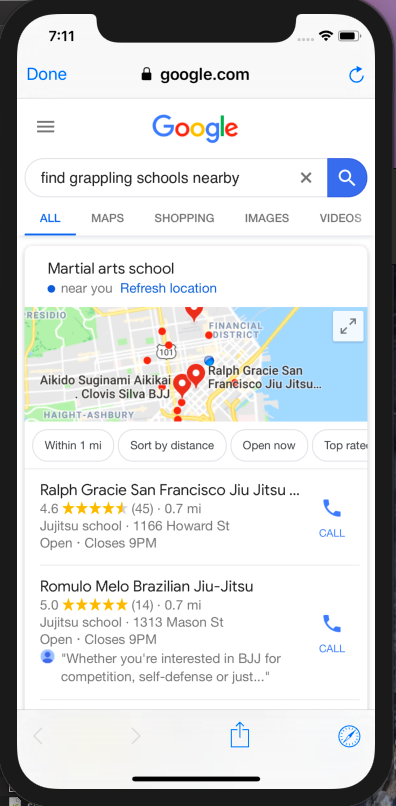 7:11
Done
google.com
Google
find grappling schools nearby
ALL MAPS SHOPPING IMAGES VIDEOS
Martial arts school
near you Refresh location
RESIDIO
FINANCIAL
DISTRICT
101
Ralph Gracie San
Francisco Jiu Jitsu...
Aikido Suginami Aikikai
. Clovis Silva BJJ
HAIGHT-ASHBURY
Within 1 mi Sort by distance Open now Top rate
Ralph Gracie San Francisco Jiu Jitsu ...
4.6 (45) · 0.7 mi
Jujitsu school · 1166 Howard St
Open · Closes 9PM
CALL
Romulo Melo Brazilian Jiu-Jitsu
5.0 (14) · 0.7 mi
Jujitsu school · 1313 Mason St
Open · Closes 9PM
CALL
"Whether you're interested in BJJ for
competition, self-defense or just..."